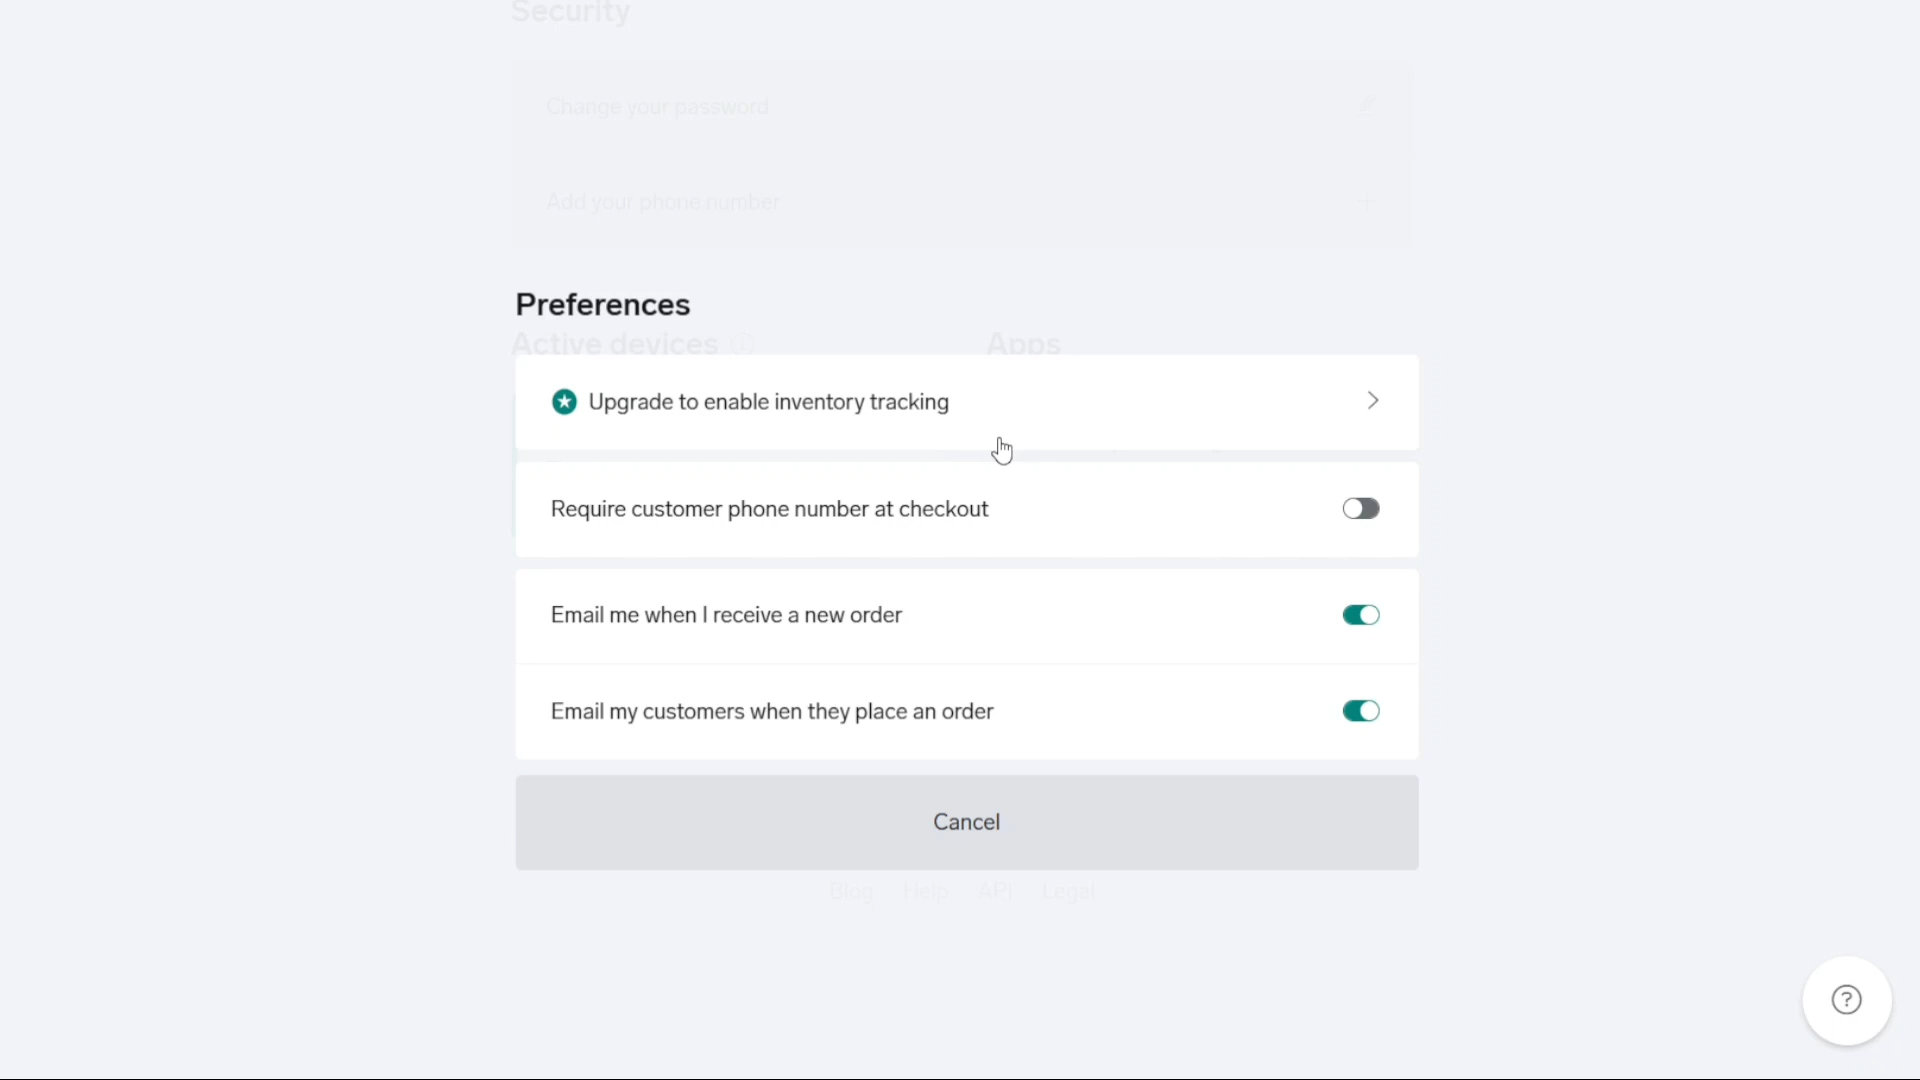 Security
Change your password
Add your phone number
Preferences
Active devices
Apps
Upgrade to enable inventory tracking
Require customer phone number at checkout
Email me when I receive a new order
Email my customers when they place an order
Cancel
Blog Help API Legal
?